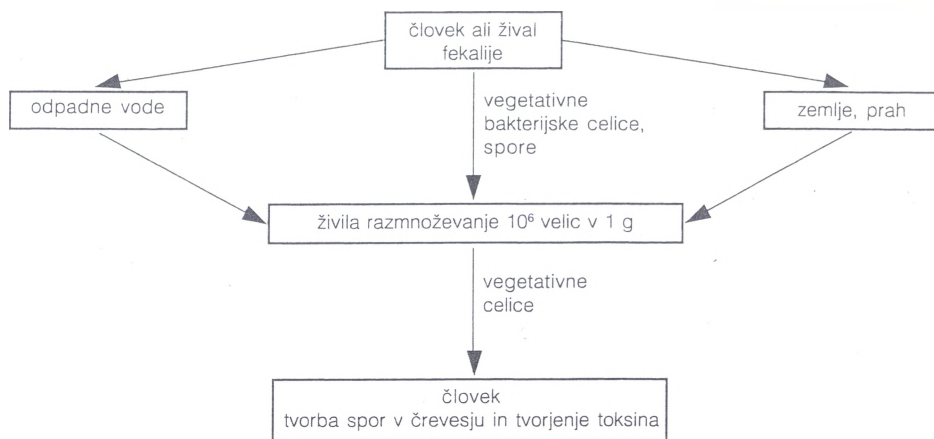 človek ali žival
fekalije
odpadne vode
vegetativne
bakterijske celice,
spore
zemlje, prah
živila razmnoževanje 10⁶ velic v 1 g
vegetativne
celice
človek
tvorba spor v črevesju in tvorjenje toksina